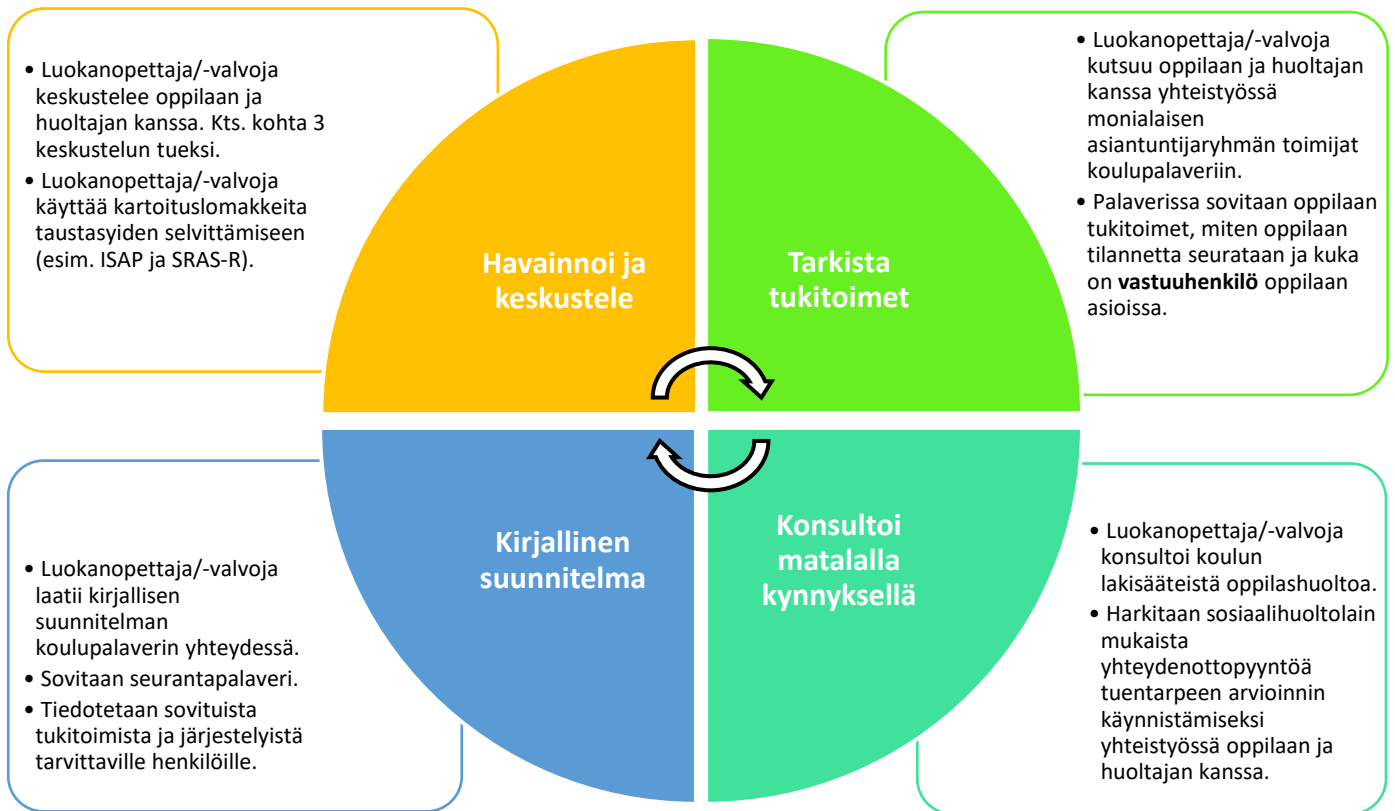 • Luokanopettaja/-valvoja
keskustelee oppilaan ja
huoltajan kanssa. Kts. kohta 3
keskustelun tueksi.
• Luokanopettaja/-valvoja
käyttää kartoituslomakkeita
taustasyiden selvittämiseen
(esim. ISAP ja SRAS-R).
Havainnoi ja
keskustele
Tarkista
tukitoimet
• Luokanopettaja/-valvoja
kutsuu oppilaan ja huoltajan
kanssa yhteistyössä
monialaisen
asiantuntijaryhmän toimijat
koulupalaveriin.
• Palaverissa sovitaan oppilaan
tukitoimet, miten oppilaan
tilannetta seurataan ja kuka
on vastuuhenkilö oppilaan
asioissa.
• Luokanopettaja/-valvoja
laatii kirjallisen
suunnitelman
koulupalaverin yhteydessä.
• Sovitaan seurantapalaveri.
• Tiedotetaan sovituista
tukitoimista ja järjestelyistä
tarvittaville henkilöille.
Kirjallinen
suunnitelma
Konsultoi
matalalla
kynnyksellä
• Luokanopettaja/-valvoja
konsultoi koulun
lakisääteistä oppilashuoltoa.
• Harkitaan sosiaalihuoltolain
mukaista
yhteydenottopyyntöä
tuentarpeen arvioinnin
käynnistämiseksi
yhteistyössä oppilaan ja
huoltajan kanssa.